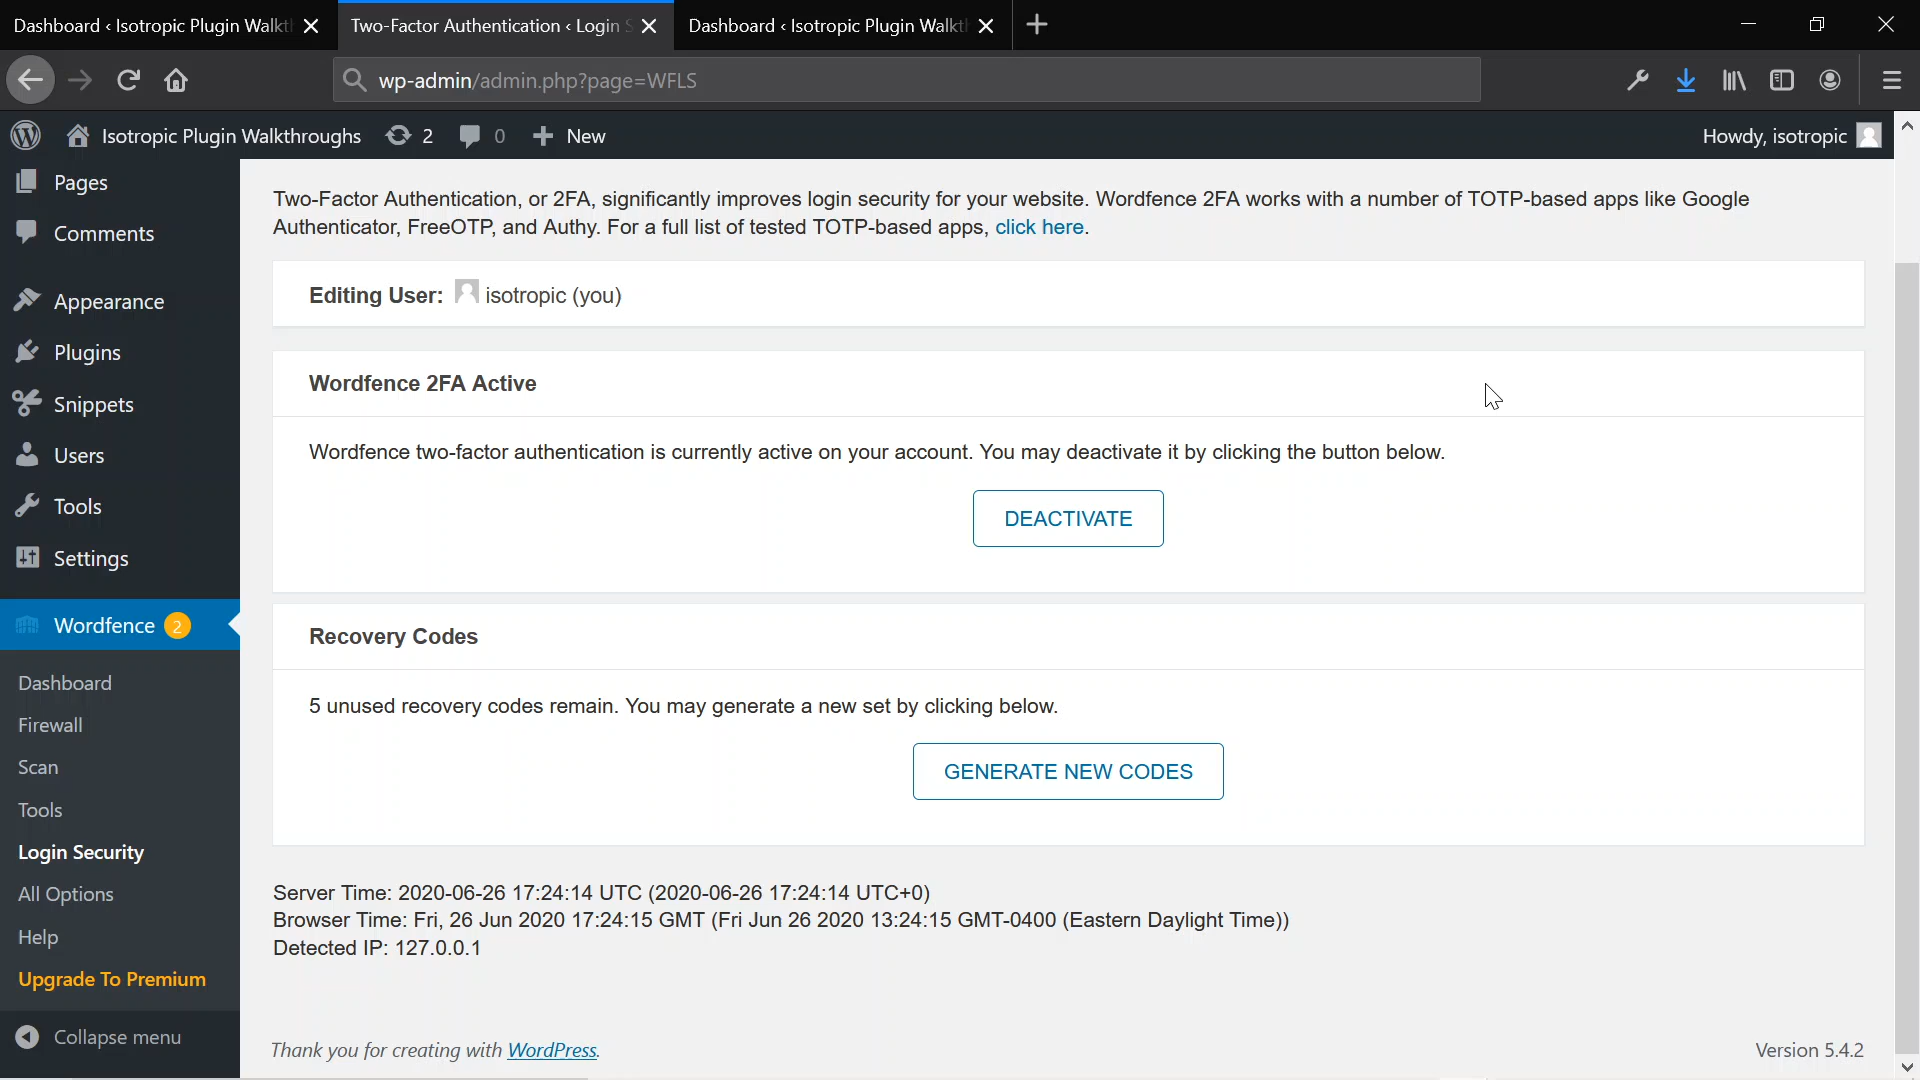 Dashboard ‹ Isotropic Plugin Walkt
Two-Factor Authentication ‹ Login S
Dashboard ‹ Isotropic Plugin Walkt
wp-admin/admin.php?page=WFLS
Isotropic Plugin Walkthroughs 2 0 New
Howdy, isotropic
Pages
Comments
Appearance
Plugins
Snippets
Users
Tools
Settings
Wordfence 2
Dashboard
Firewall
Scan
Tools
Login Security
All Options
Help
Upgrade To Premium
Collapse menu
Two-Factor Authentication, or 2FA, significantly improves login security for your website. Wordfence 2FA works with a number of TOTP-based apps like Google
Authenticator, FreeOTP, and Authy. For a full list of tested TOTP-based apps, click here.
Editing User: isotropic (you)
Wordfence 2FA Active
Wordfence two-factor authentication is currently active on your account. You may deactivate it by clicking the button below.
DEACTIVATE
Recovery Codes
5 unused recovery codes remain. You may generate a new set by clicking below.
GENERATE NEW CODES
Server Time: 2020-06-26 17:24:14 UTC (2020-06-26 17:24:14 UTC+0)
Browser Time: Fri, 26 Jun 2020 17:24:15 GMT (Fri Jun 26 2020 13:24:15 GMT-0400 (Eastern Daylight Time))
Detected IP: 127.0.0.1
Thank you for creating with WordPress.
Version 5.4.2